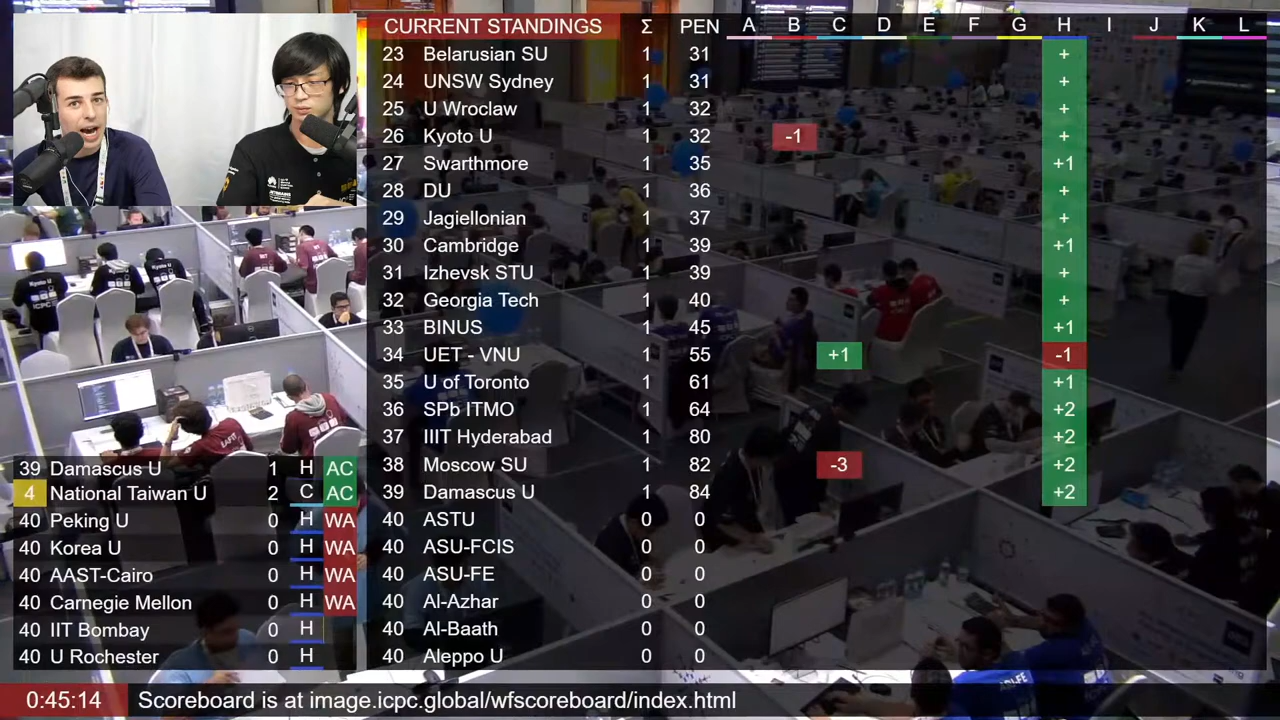 CURRENT STANDINGS Σ PEN A B C D E F G H I J K L
23 Belarusian SU 1 31 +
24 UNSW Sydney 1 31 +
25 U Wroclaw 1 32 +
26 Kyoto U 1 32 -1 +
27 Swarthmore 1 35 +1
28 DU 1 36 +
29 Jagiellonian 1 37 +
30 Cambridge 1 39 +1
31 Izhevsk STU 1 39 +
32 Georgia Tech 1 40 +
33 BINUS 1 45 +1
34 UET - VNU 1 55 +1 -1
35 U of Toronto 1 61 +1
36 SPb ITMO 1 64 +2
37 IIIT Hyderabad 1 80 +2
38 Moscow SU 1 82 -3 +2
39 Damascus U 1 84 +2
40 ASTU 0 0
40 ASU-FCIS 0 0
40 ASU-FE 0 0
40 Al-Azhar 0 0
40 Al-Baath 0 0
40 Aleppo U 0 0
39 Damascus U 1 H AC
4 National Taiwan U 2 C AC
40 Peking U 0 H WA
40 Korea U 0 H WA
40 AAST-Cairo 0 H WA
40 Carnegie Mellon 0 H WA
40 IIT Bombay 0 H
40 U Rochester 0 H
0:45:14 Scoreboard is at image.icpc.global/wfscoreboard/index.html